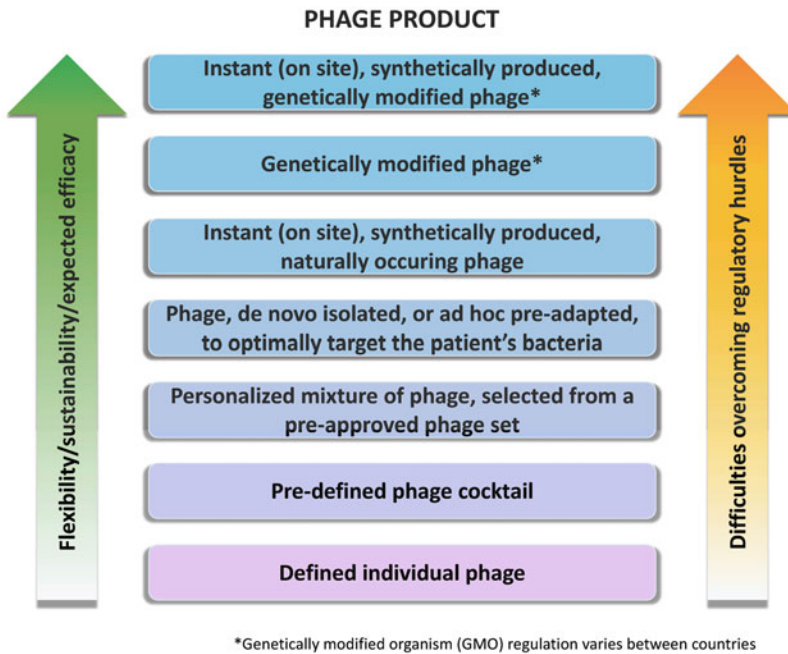 PHAGE PRODUCT
Flexibility/sustainability/expected efficacy
Instant (on site), synthetically produced,
genetically modified phage*
Genetically modified phage*
Instant (on site), synthetically produced,
naturally occuring phage
Phage, de novo isolated, or ad hoc pre-adapted,
to optimally target the patient’s bacteria
Personalized mixture of phage, selected from a
pre-approved phage set
Pre-defined phage cocktail
Defined individual phage
Difficulties overcoming regulatory hurdles
*Genetically modified organism (GMO) regulation varies between countries